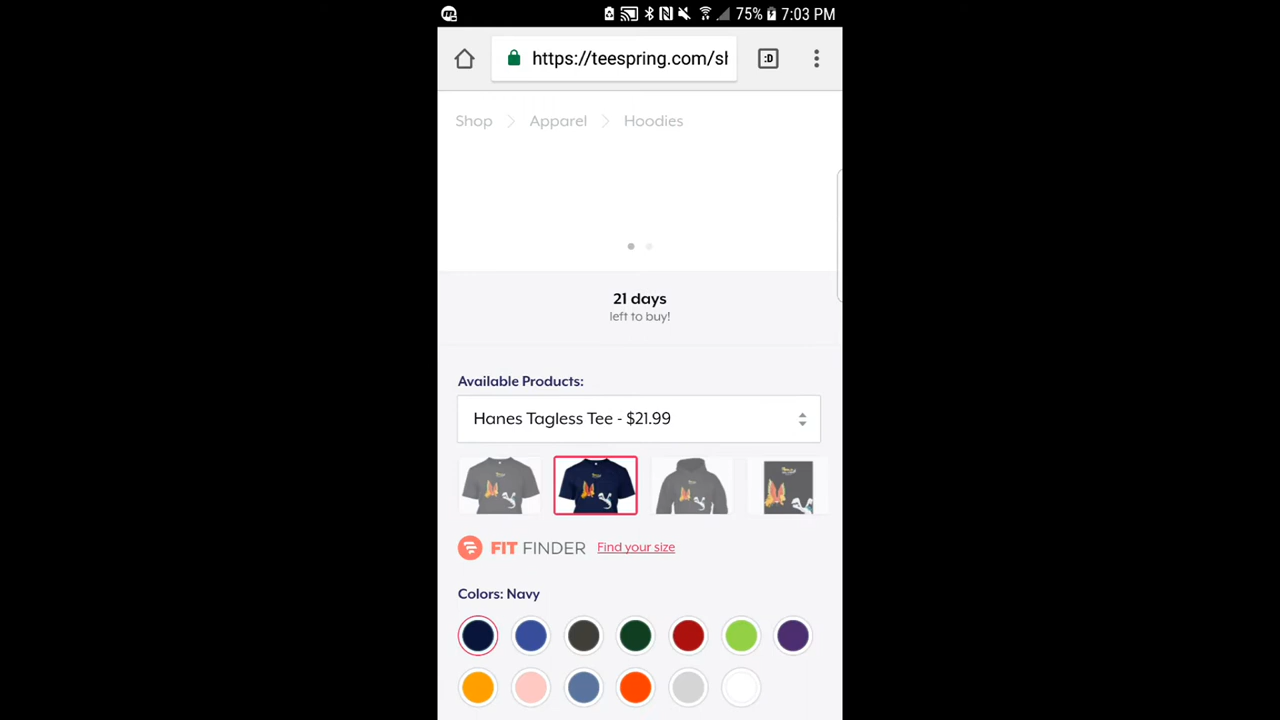 75% 7:03 PM
https://teespring.com/sl
:D
Shop Apparel Hoodies
21 days
left to buy!
Available Products:
Hanes Tagless Tee - $21.99
FIT FINDER Find your size
Colors: Navy